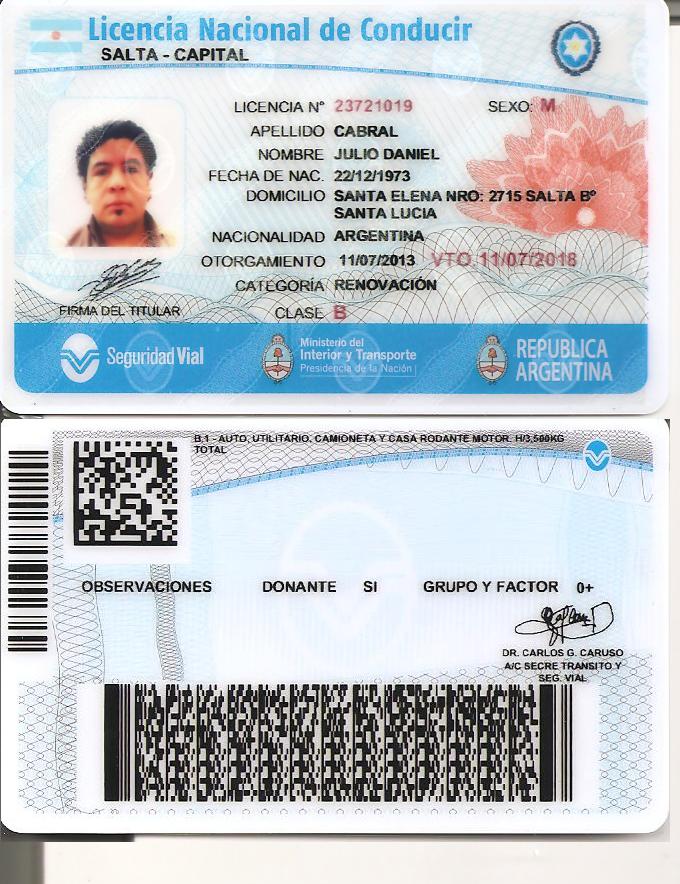 Licencia Nacional de Conducir
SALTA - CAPITAL
LICENCIA Nº 23721019 SEXO: M
APELLIDO CABRAL
NOMBRE JULIO DANIEL
FECHA DE NAC. 22/12/1973
DOMICILIO SANTA ELENA NRO: 2715 SALTA Bº
SANTA LUCIA
NACIONALIDAD ARGENTINA
OTORGAMIENTO 11/07/2013 VTO 11/07/2018
CATEGORÍA RENOVACIÓN
FIRMA DEL TITULAR CLASE B
Seguridad Vial
Ministerio del
Interior y Transporte
Presidencia de la Nación
REPUBLICA
ARGENTINA
B.1 - AUTO, UTILITARIO, CAMIONETA Y CASA RODANTE MOTOR. H/3,500KG
TOTAL
OBSERVACIONES DONANTE SI GRUPO Y FACTOR 0+
DR. CARLOS G. CARUSO
A/C SECRE TRANSITO Y
SEG. VIAL